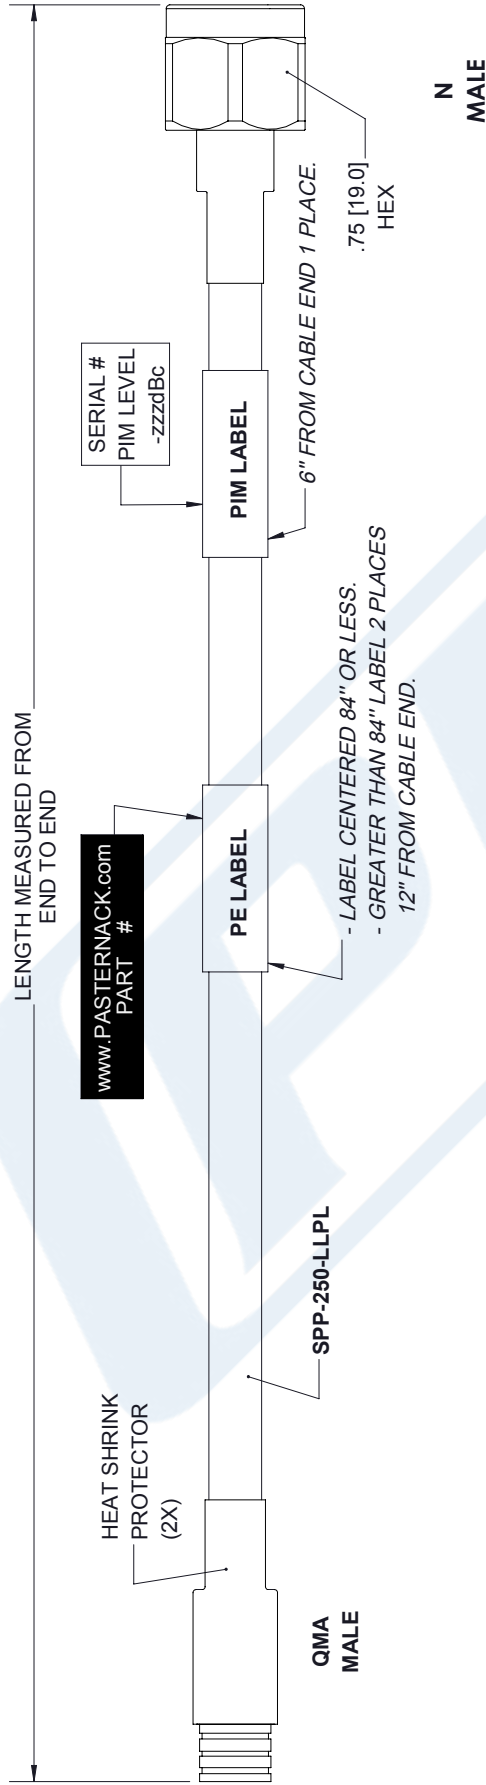 LENGTH MEASURED FROM
END TO END
HEAT SHRINK
PROTECTOR
(2X)
www.PASTERNACK.com
PART #
SERIAL #
PIM LEVEL
-zzzdBc
PE LABEL
PIM LABEL
QMA
MALE
SPP-250-LLPL
- LABEL CENTERED 84" OR LESS.
- GREATER THAN 84" LABEL 2 PLACES
12" FROM CABLE END.
6" FROM CABLE END 1 PLACE.
.75 [19.0]
HEX
N
MALE